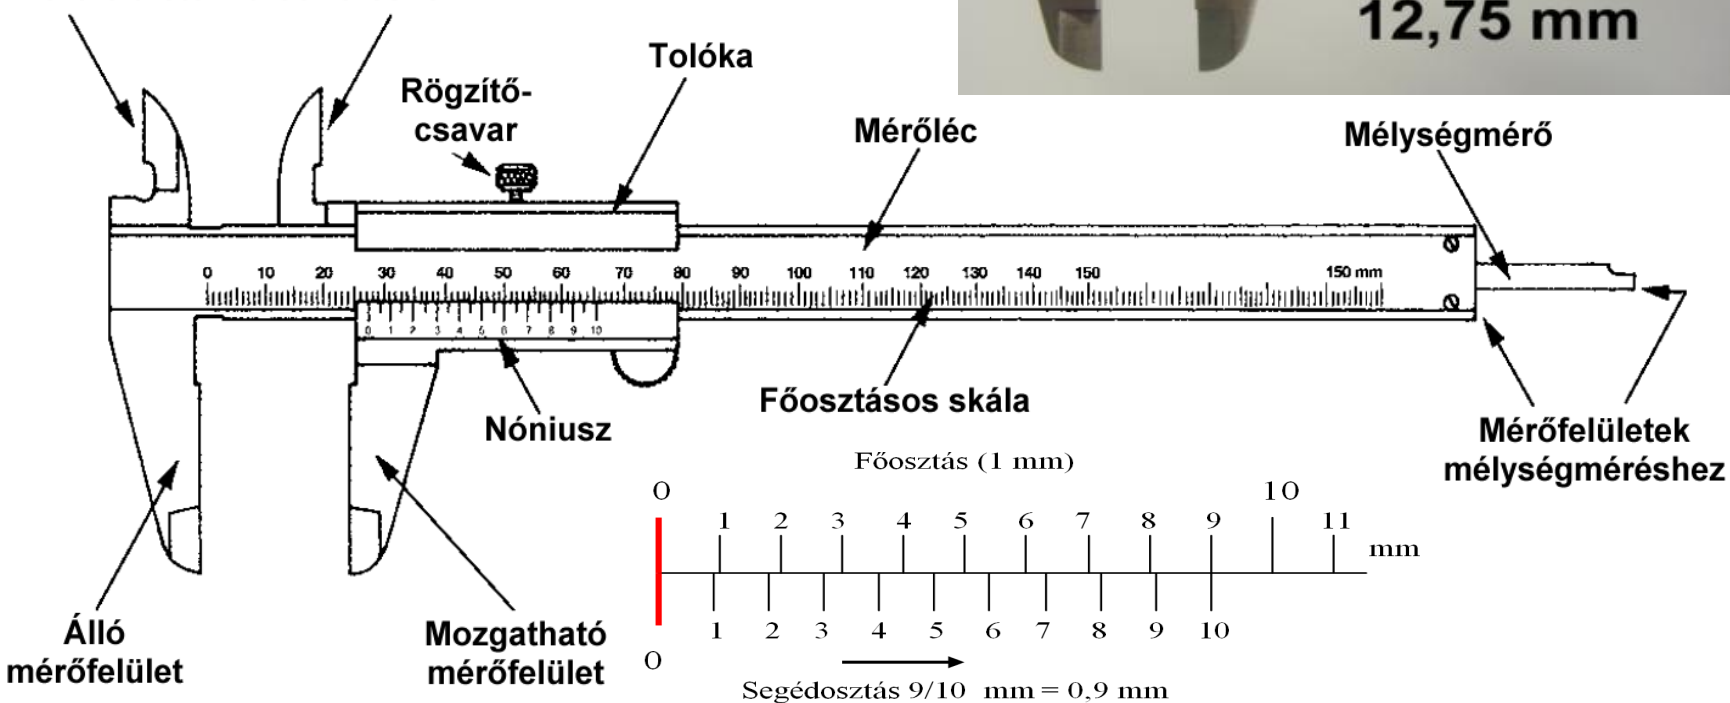 12,75 mm
Tolóka
Rögzítő-
csavar
Mérőléc
Mélységmérő
0 10 20 30 40 50 60 70 80 90 100 110 120 130 140 150 150 mm
0 1 2 3 4 5 6 7 8 9 10
Főosztásos skála
Nóniusz
Mérőfelületek
mélységméréshez
Főosztás (1 mm)
0 10
1 2 3 4 5 6 7 8 9 11
mm
1 2 3 4 5 6 7 8 9 10
0
Segédosztás 9/10 mm = 0,9 mm
Álló
mérőfelület
Mozgatható
mérőfelület